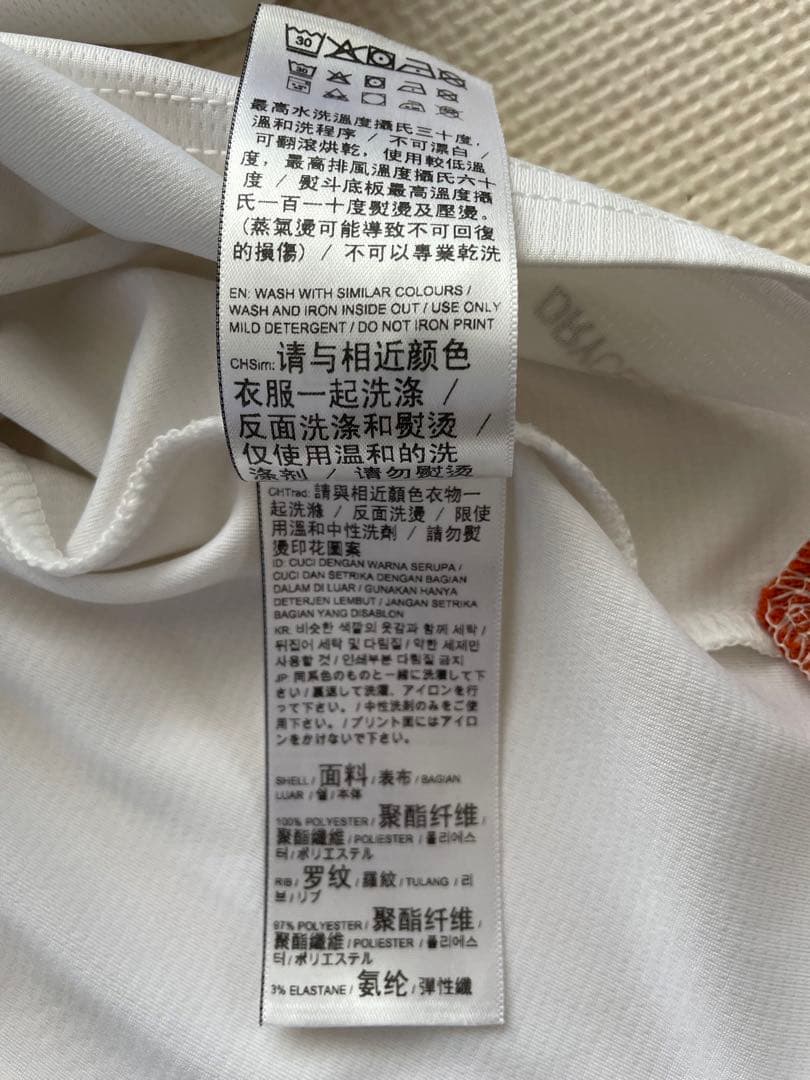 30
30
最高水洗溫度攝氏三十度，
溫和洗程序 / 不可漂白 /
可翻滾烘乾，使用較低溫
度，最高排風溫度攝氏六十
度 / 熨斗底板最高溫度攝
氏一百一十度熨燙及壓燙。
(蒸氣燙可能導致不可回復
的損傷) / 不可以專業乾洗
EN: WASH WITH SIMILAR COLOURS /
WASH AND IRON INSIDE OUT / USE ONLY
MILD DETERGENT / DO NOT IRON PRINT
CHSim: 请与相近颜色
衣服一起洗涤 /
反面洗涤和熨烫 /
仅使用温和的洗
涤剂 / 请勿熨烫
CHTrad: 請與相近顏色衣物一
起洗滌 / 反面洗燙 / 限使
用溫和中性洗劑 / 請勿熨
燙印花圖案
ID: CUCI DENGAN WARNA SERUPA /
CUCI DAN SETRIKA DENGAN BAGIAN
DALAM DI LUAR / GUNAKAN HANYA
DETERJEN LEMBUT / JANGAN SETRIKA
BAGIAN YANG DISABLON
KR: 비슷한 색깔의 옷감과 함께 세탁 /
뒤집어 세탁 및 다림질 / 약한 세제만
사용할 것 / 인쇄부분 다림질 금지
JP: 同系色のものと一緒に洗濯して下
さい / 裏返して洗濯、アイロンを行
って下さい。/ 中性洗剤のみをご使
用下さい。/ プリント面にはアイロ
ンをかけないで下さい。
SHELL / 面料 / 表布 / BAGIAN
LUAR / 쉘 / 本体
100% POLYESTER / 聚酯纤维 /
聚酯纖維 / POLIESTER / 폴리에스
터 / ポリエステル
RIB / 罗纹 / 羅紋 / TULANG / 리
브 / リブ
97% POLYESTER / 聚酯纤维 /
聚酯纖維 / POLIESTER / 폴리에스
터 / ポリエステル
3% ELASTANE / 氨纶 / 彈性纖